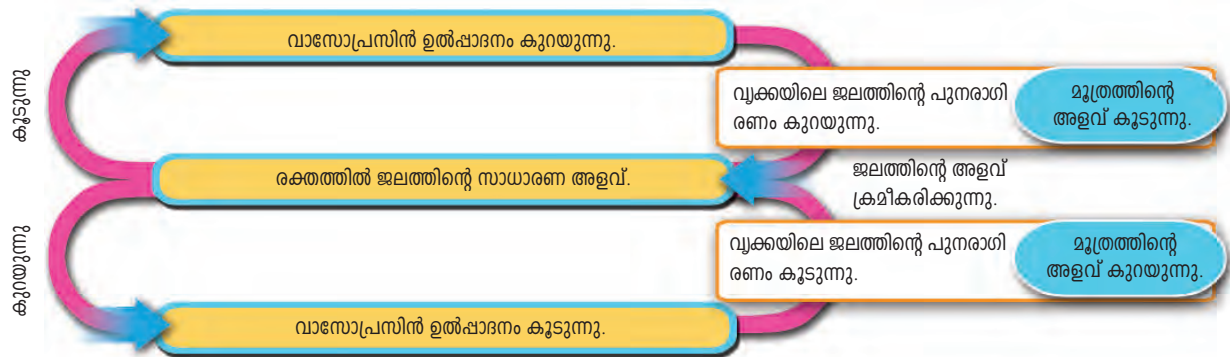 വാസോപ്രസിൻ ഉൽപ്പാദനം കുറയുന്നു.
കൂടുന്നു
വൃക്കയിലെ ജലത്തിന്റെ പുനരാഗി
രണം കുറയുന്നു.
മൂത്രത്തിന്റെ
അളവ് കൂടുന്നു.
രക്തത്തിൽ ജലത്തിന്റെ സാധാരണ അളവ്.
ജലത്തിന്റെ അളവ്
ക്രമീകരിക്കുന്നു.
കുറയുന്നു
വൃക്കയിലെ ജലത്തിന്റെ പുനരാഗി
രണം കൂടുന്നു.
മൂത്രത്തിന്റെ
അളവ് കുറയുന്നു.
വാസോപ്രസിൻ ഉൽപ്പാദനം കൂടുന്നു.